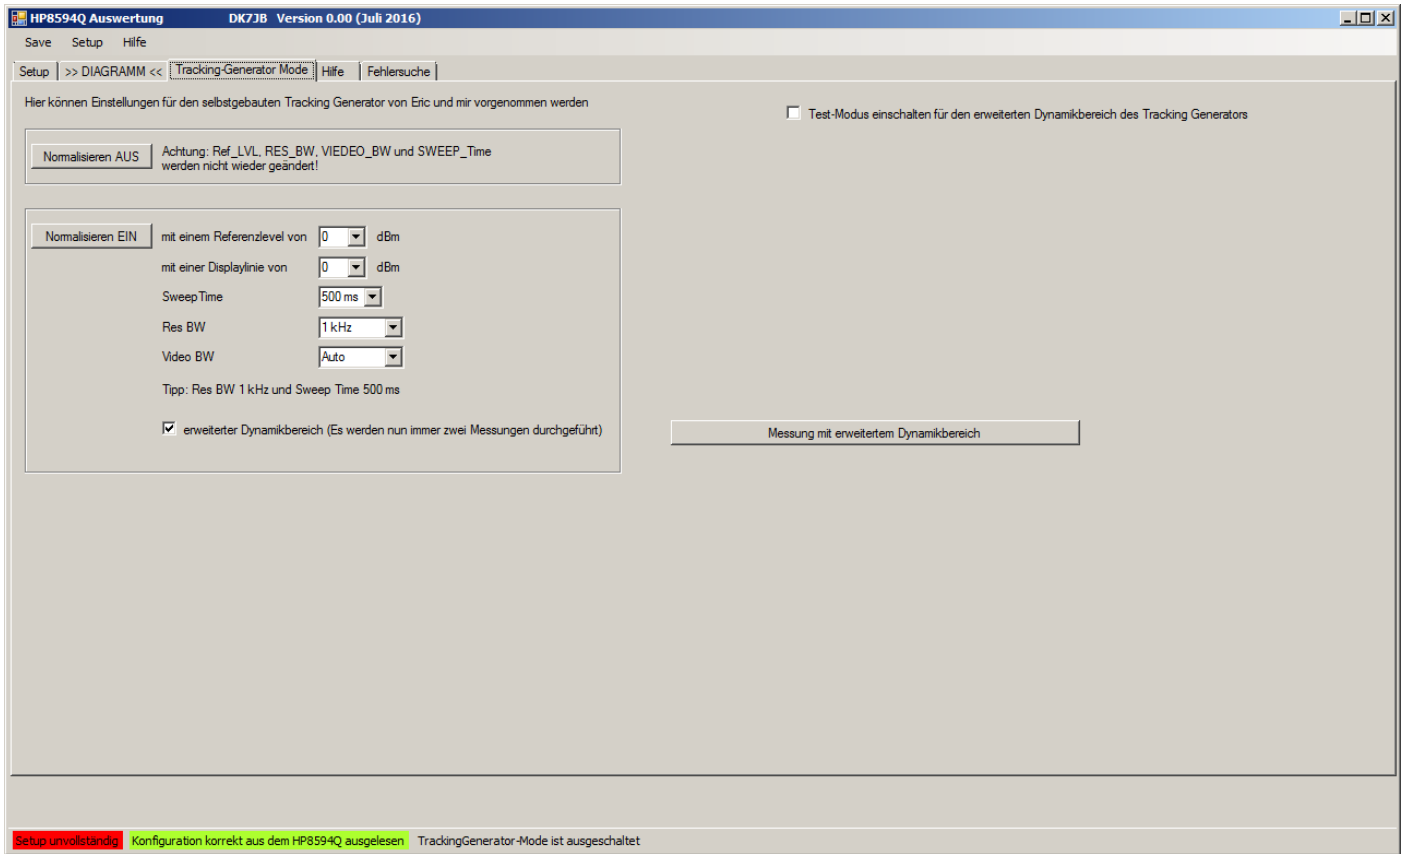 HP8594Q Auswertung DK7JB Version 0.00 (Juli 2016)
Save Setup Hilfe
Setup >> DIAGRAMM << Tracking-Generator Mode Hilfe Fehlersuche
Hier können Einstellungen für den selbstgebauten Tracking Generator von Eric und mir vorgenommen werden
Test-Modus einschalten für den erweiterten Dynamikbereich des Tracking Generators
Normalisieren AUS
Achtung: Ref_LVL, RES_BW, VIEDEO_BW und SWEEP_Time
werden nicht wieder geändert!
Normalisieren EIN mit einem Referenzlevel von 0 dBm
mit einer Displaylinie von 0 dBm
SweepTime 500 ms
Res BW 1 kHz
Video BW Auto
Tipp: Res BW 1 kHz und Sweep Time 500 ms
erweiterter Dynamikbereich (Es werden nun immer zwei Messungen durchgeführt)
Messung mit erweitertem Dynamikbereich
Setup unvollständig Konfiguration korrekt aus dem HP8594Q ausgelesen TrackingGenerator-Mode ist ausgeschaltet